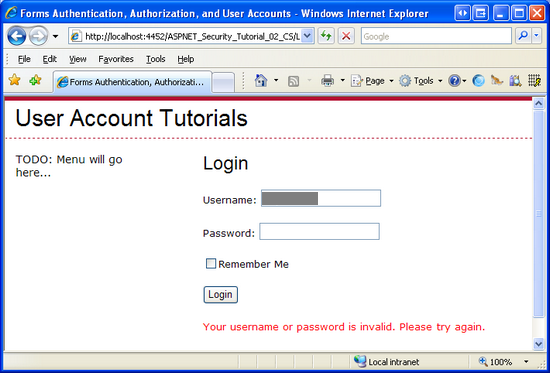 Forms Authentication, Authorization, and User Accounts - Windows Internet Explorer
http://localhost:4452/ASPNET_Security_Tutorial_02_CS/L
Google
File Edit View Favorites Tools Help
Forms Authentication, Authorizati...
Page Tools
User Account Tutorials
TODO: Menu will go
here...
Login
Username:
Password:
Remember Me
Login
Your username or password is invalid. Please try again.
Local intranet
100%